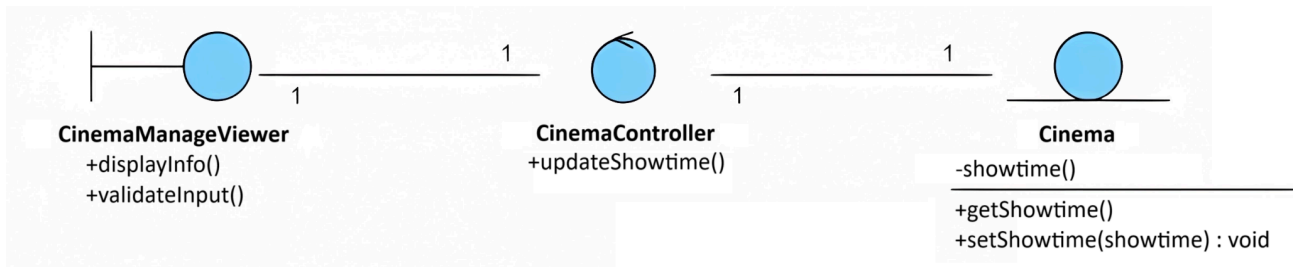 1
1
1
1
CinemaManageViewer
+displayInfo()
+validateInput()
CinemaController
+updateShowtime()
Cinema
-showtime()
+getShowtime()
+setShowtime(showtime) : void